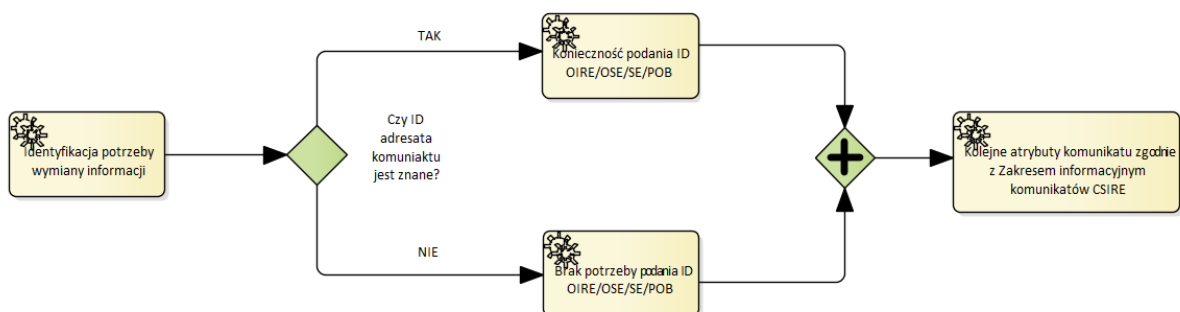 Identyfikacja potrzeby
wymiany informacji
Czy ID
adresata
komuniaktu
jest znane?
TAK
Konieczność podania ID
OIRE/OSE/SE/POB
NIE
Brak potrzeby podania ID
OIRE/OSE/SE/POB
Kolejne atrybuty komunikatu zgodnie
z Zakresem informacyjnym
komunikatów CSIRE